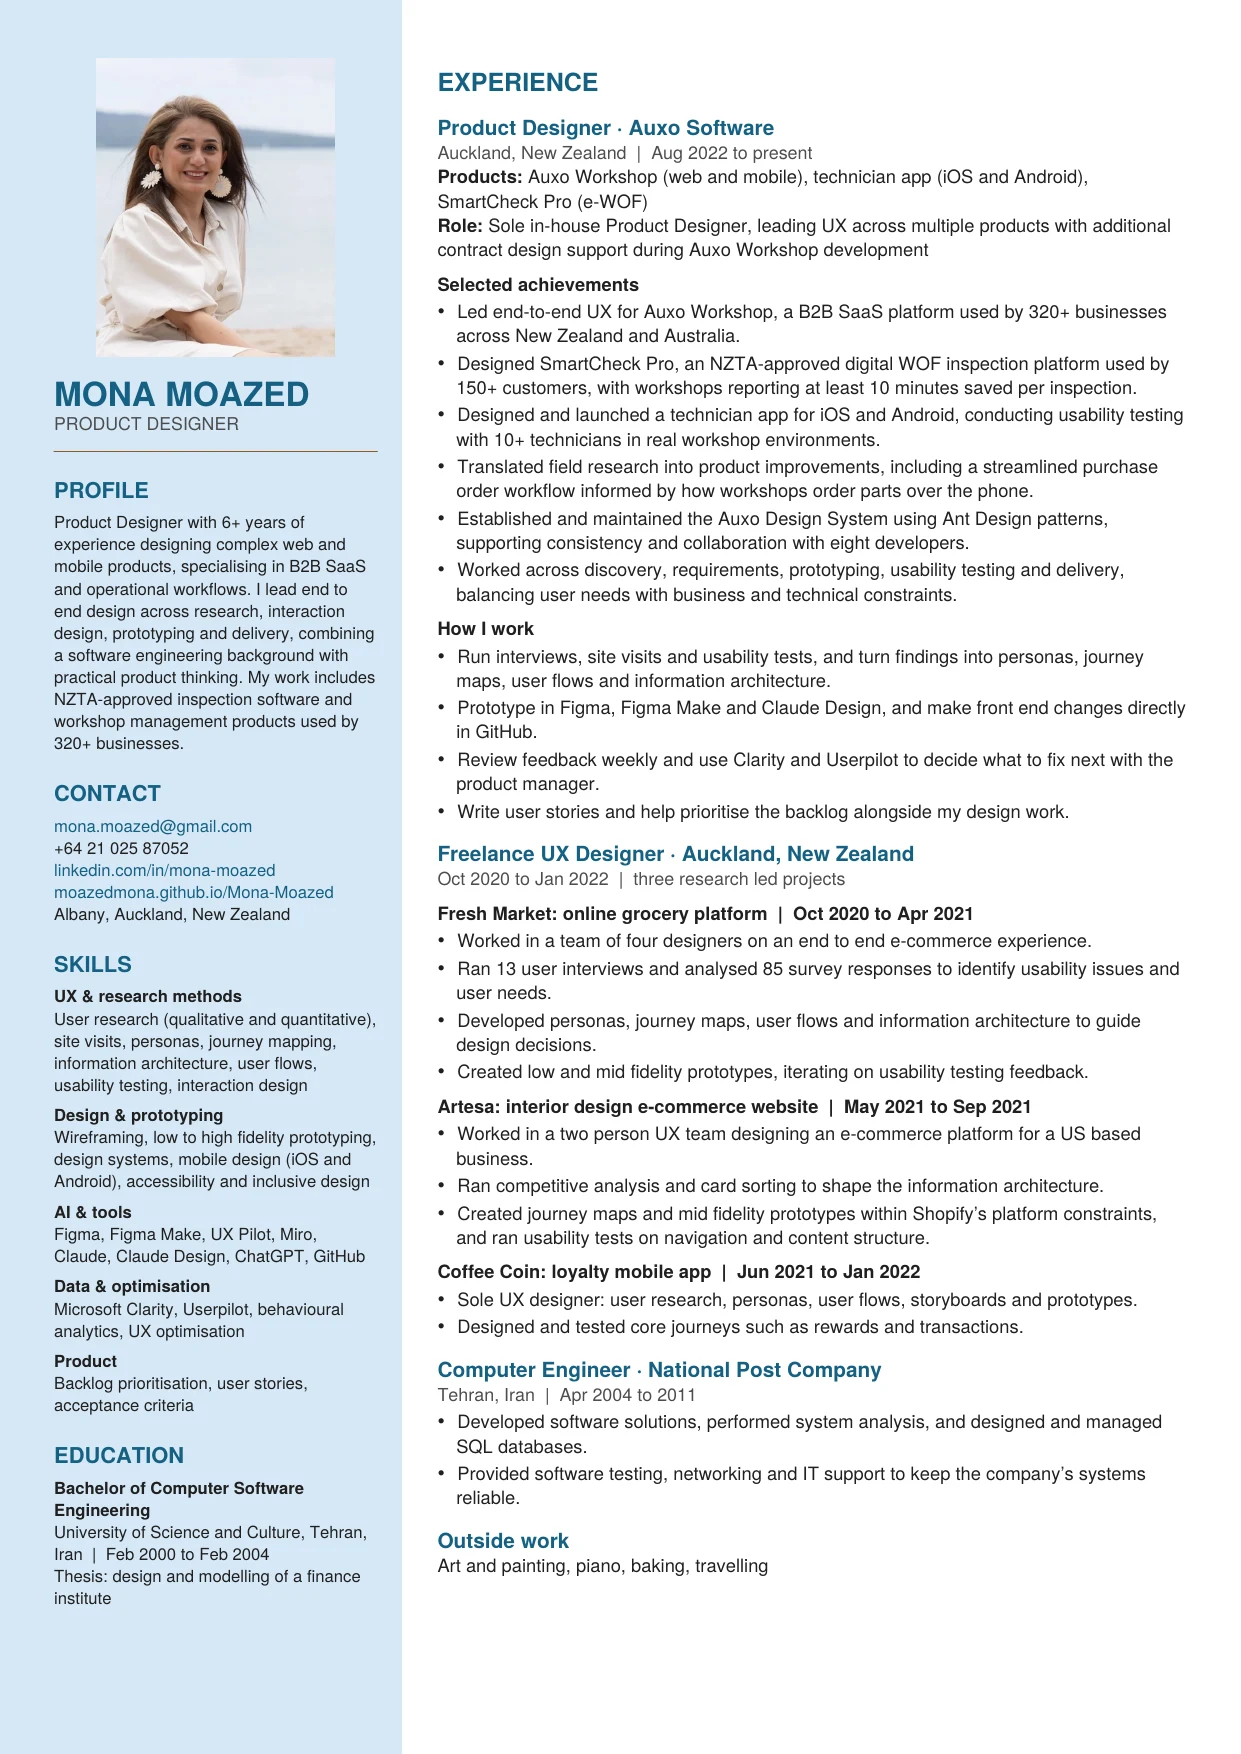 MONA MOAZED
PRODUCT DESIGNER
PROFILE
Product Designer with 6+ years of
experience designing complex web and
mobile products, specialising in B2B SaaS
and operational workflows. I lead end to
end design across research, interaction
design, prototyping and delivery, combining
a software engineering background with
practical product thinking. My work includes
NZTA-approved inspection software and
workshop management products used by
320+ businesses.
CONTACT
mona.moazed@gmail.com
+64 21 025 87052
linkedin.com/in/mona-moazed
moazedmona.github.io/Mona-Moazed
Albany, Auckland, New Zealand
SKILLS
UX & research methods
User research (qualitative and quantitative),
site visits, personas, journey mapping,
information architecture, user flows,
usability testing, interaction design
Design & prototyping
Wireframing, low to high fidelity prototyping,
design systems, mobile design (iOS and
Android), accessibility and inclusive design
AI & tools
Figma, Figma Make, UX Pilot, Miro,
Claude, Claude Design, ChatGPT, GitHub
Data & optimisation
Microsoft Clarity, Userpilot, behavioural
analytics, UX optimisation
Product
Backlog prioritisation, user stories,
acceptance criteria
EDUCATION
Bachelor of Computer Software
Engineering
University of Science and Culture, Tehran,
Iran | Feb 2000 to Feb 2004
Thesis: design and modelling of a finance
institute
EXPERIENCE
Product Designer · Auxo Software
Auckland, New Zealand | Aug 2022 to present
Products: Auxo Workshop (web and mobile), technician app (iOS and Android),
SmartCheck Pro (e-WOF)
Role: Sole in-house Product Designer, leading UX across multiple products with additional
contract design support during Auxo Workshop development
Selected achievements
• Led end-to-end UX for Auxo Workshop, a B2B SaaS platform used by 320+ businesses
across New Zealand and Australia.
• Designed SmartCheck Pro, an NZTA-approved digital WOF inspection platform used by
150+ customers, with workshops reporting at least 10 minutes saved per inspection.
• Designed and launched a technician app for iOS and Android, conducting usability testing
with 10+ technicians in real workshop environments.
• Translated field research into product improvements, including a streamlined purchase
order workflow informed by how workshops order parts over the phone.
• Established and maintained the Auxo Design System using Ant Design patterns,
supporting consistency and collaboration with eight developers.
• Worked across discovery, requirements, prototyping, usability testing and delivery,
balancing user needs with business and technical constraints.
How I work
• Run interviews, site visits and usability tests, and turn findings into personas, journey
maps, user flows and information architecture.
• Prototype in Figma, Figma Make and Claude Design, and make front end changes directly
in GitHub.
• Review feedback weekly and use Clarity and Userpilot to decide what to fix next with the
product manager.
• Write user stories and help prioritise the backlog alongside my design work.
Freelance UX Designer · Auckland, New Zealand
Oct 2020 to Jan 2022 | three research led projects
Fresh Market: online grocery platform | Oct 2020 to Apr 2021
• Worked in a team of four designers on an end to end e-commerce experience.
• Ran 13 user interviews and analysed 85 survey responses to identify usability issues and
user needs.
• Developed personas, journey maps, user flows and information architecture to guide
design decisions.
• Created low and mid fidelity prototypes, iterating on usability testing feedback.
Artesa: interior design e-commerce website | May 2021 to Sep 2021
• Worked in a two person UX team designing an e-commerce platform for a US based
business.
• Ran competitive analysis and card sorting to shape the information architecture.
• Created journey maps and mid fidelity prototypes within Shopify’s platform constraints,
and ran usability tests on navigation and content structure.
Coffee Coin: loyalty mobile app | Jun 2021 to Jan 2022
• Sole UX designer: user research, personas, user flows, storyboards and prototypes.
• Designed and tested core journeys such as rewards and transactions.
Computer Engineer · National Post Company
Tehran, Iran | Apr 2004 to 2011
• Developed software solutions, performed system analysis, and designed and managed
SQL databases.
• Provided software testing, networking and IT support to keep the company’s systems
reliable.
Outside work
Art and painting, piano, baking, travelling